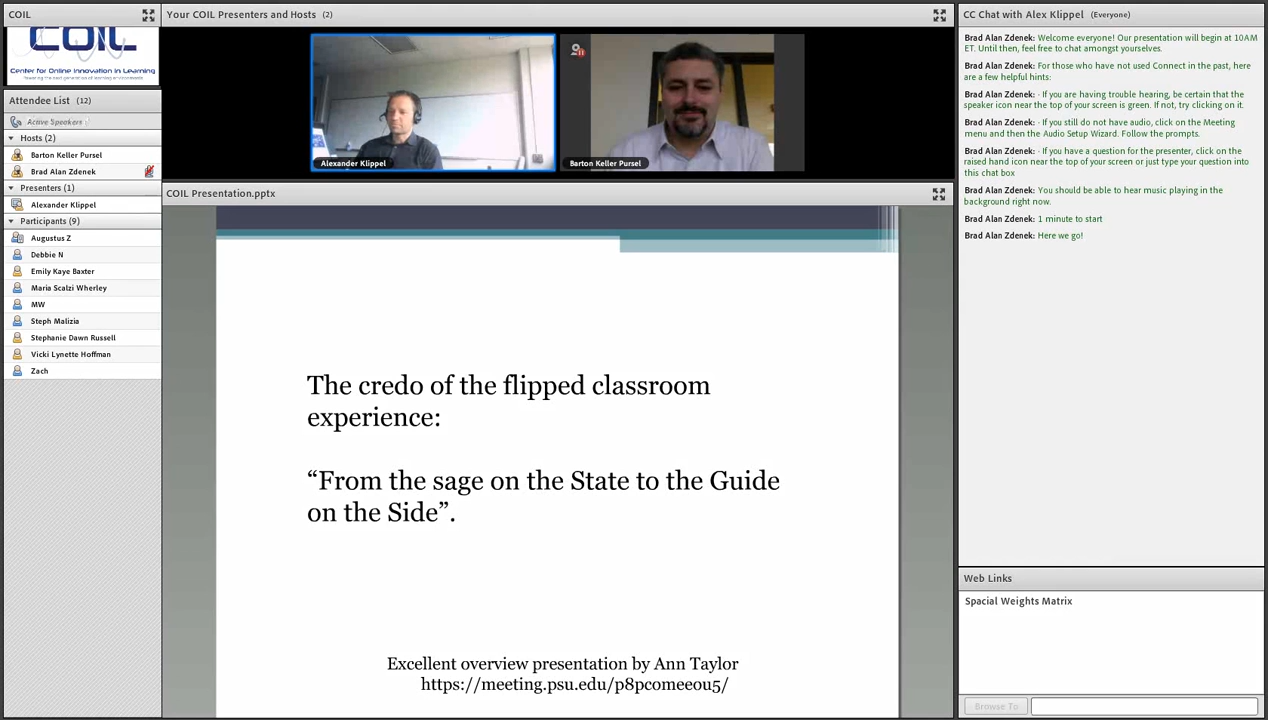 COIL
COIL
Center for Online Innovation in Learning
Attendee List (12)
Active Speakers
Hosts (2)
Barton Keller Pursel
Brad Alan Zdenek
Presenters (1)
Alexander Klippel
Participants (9)
Augustus Z
Debbie N
Emily Kaye Baxter
Maria Scalzi Wherley
MW
Steph Malizia
Stephanie Dawn Russell
Vicki Lynette Hoffman
Zach
Your COIL Presenters and Hosts (2)
Alexander Klippel
Barton Keller Pursel
COIL Presentation.pptx
The credo of the flipped classroom
experience:
“From the sage on the State to the Guide
on the Side”.
Excellent overview presentation by Ann Taylor
https://meeting.psu.edu/p8pcomeeou5/
CC Chat with Alex Klippel (Everyone)
Brad Alan Zdenek: Welcome everyone! Our presentation will begin at 10AM
ET. Until then, feel free to chat amongst yourselves.
Brad Alan Zdenek: For those who have not used Connect in the past, here
are a few helpful hints:
Brad Alan Zdenek: · If you are having trouble hearing, be certain that the
speaker icon near the top of your screen is green. If not, try clicking on it.
Brad Alan Zdenek: · If you still do not have audio, click on the Meeting
menu and then the Audio Setup Wizard. Follow the prompts.
Brad Alan Zdenek: · If you have a question for the presenter, click on the
raised hand icon near the top of your screen or just type your question into
this chat box
Brad Alan Zdenek: You should be able to hear music playing in the
background right now.
Brad Alan Zdenek: 1 minute to start
Brad Alan Zdenek: Here we go!
Web Links
Spacial Weights Matrix
Browse To